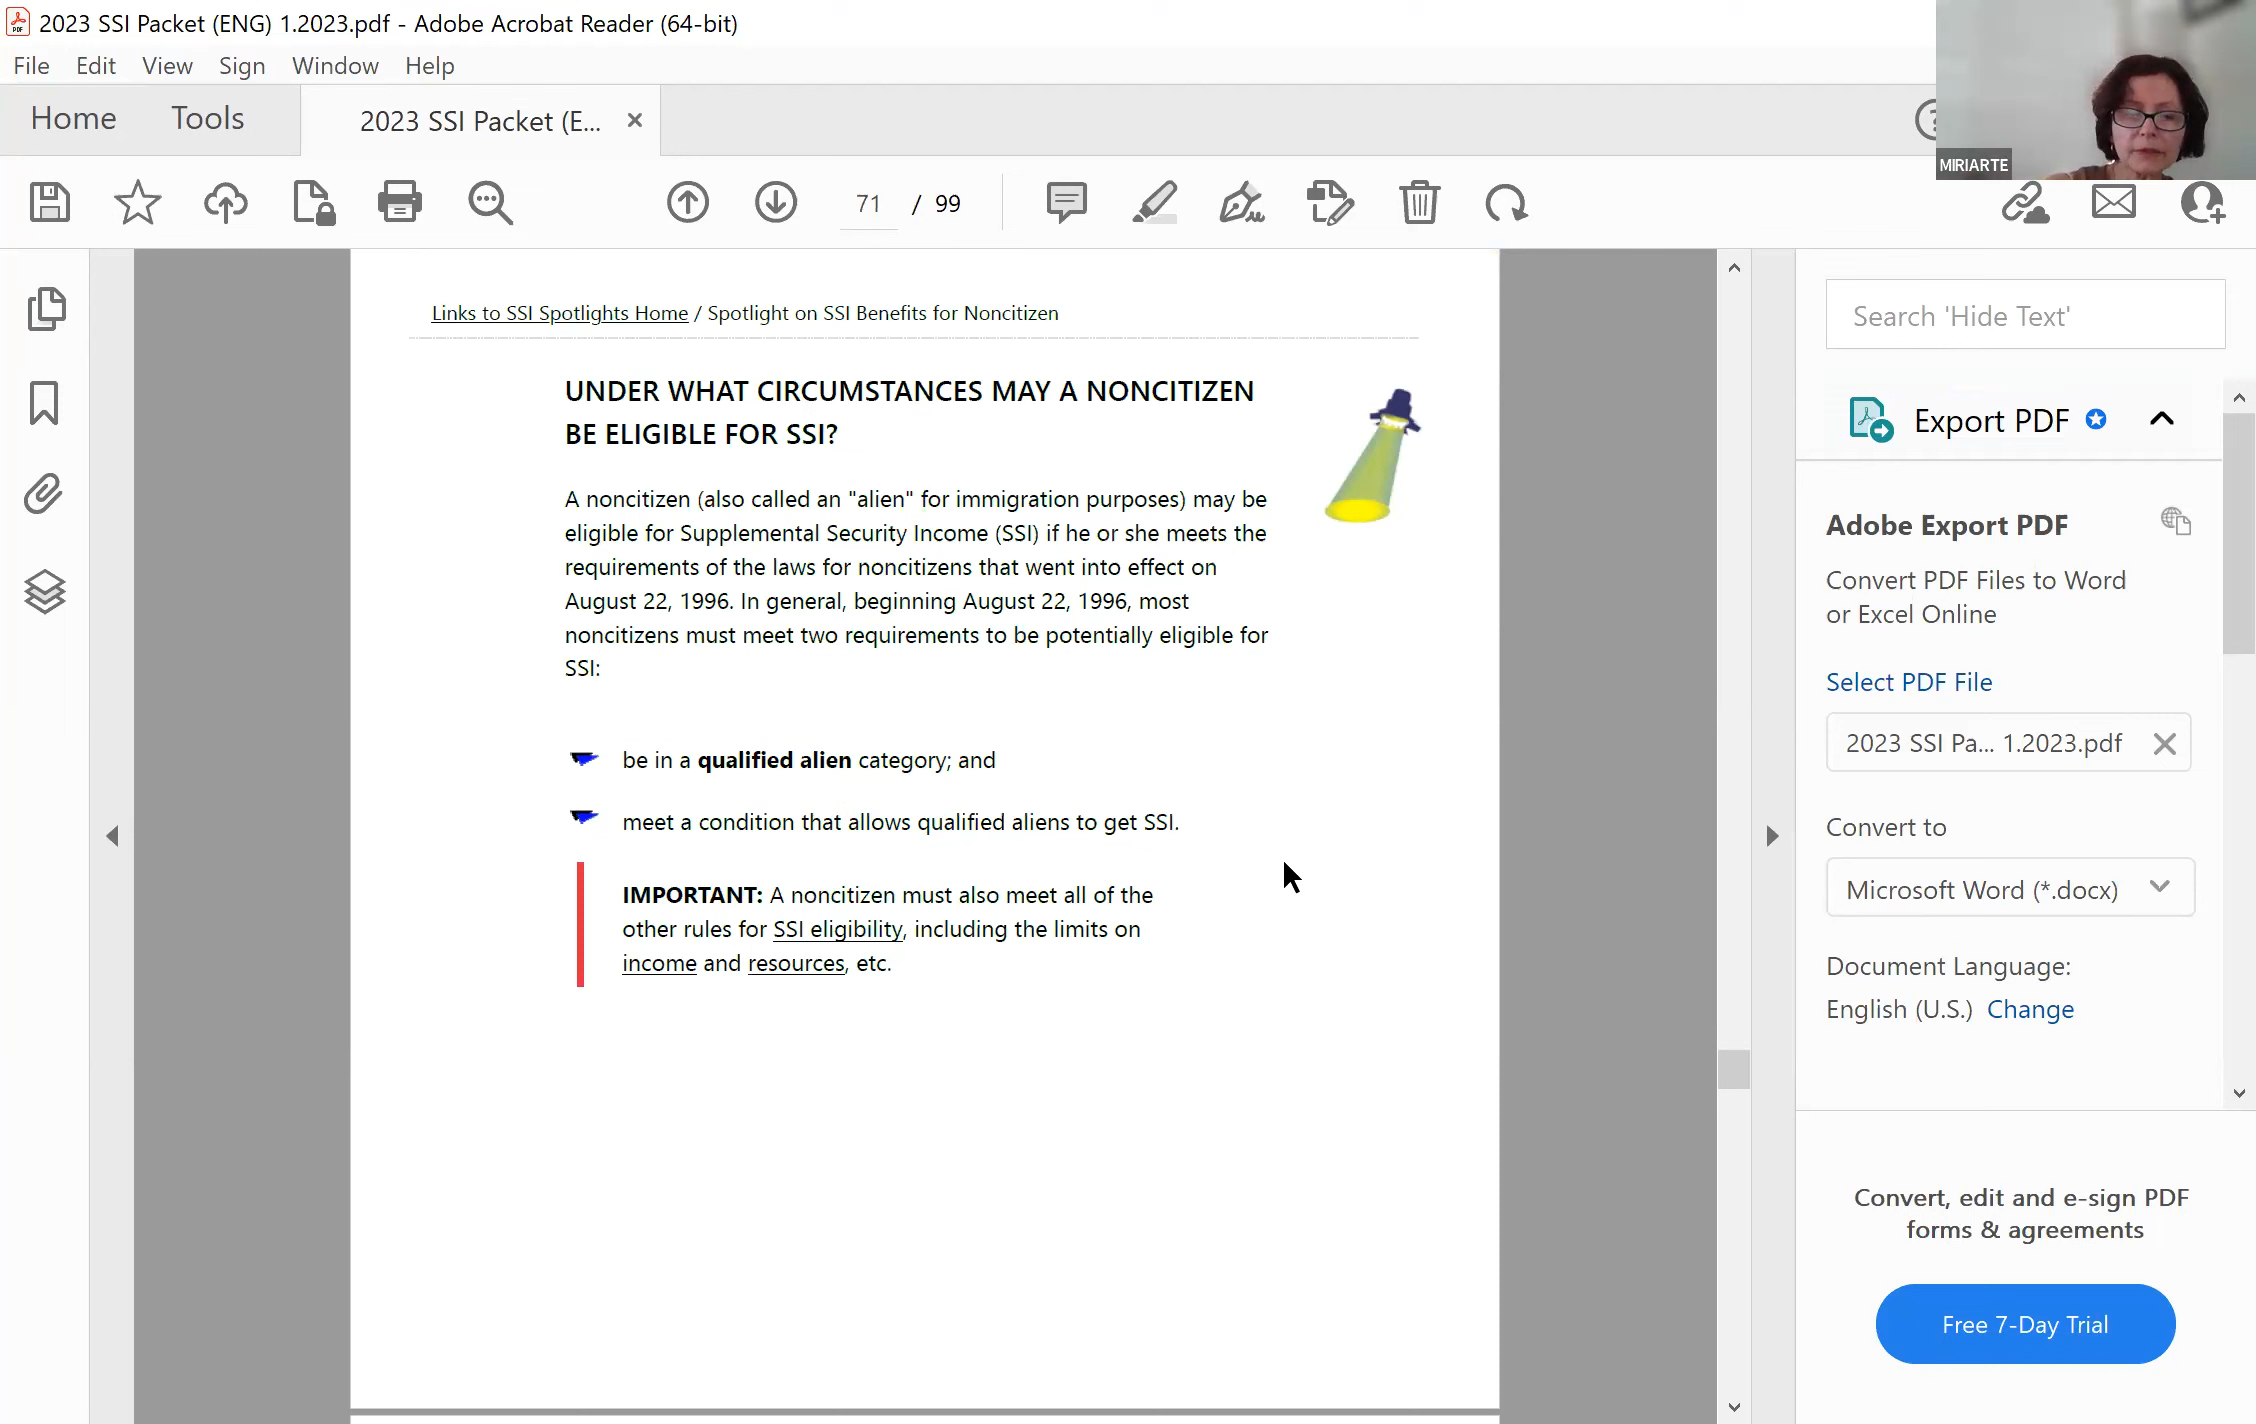 2023 SSI Packet (ENG) 1.2023.pdf - Adobe Acrobat Reader (64-bit)
File Edit View Sign Window Help
Home Tools 2023 SSI Packet (E... ×
MIRIARTE
71 / 99
Links to SSI Spotlights Home / Spotlight on SSI Benefits for Noncitizen
UNDER WHAT CIRCUMSTANCES MAY A NONCITIZEN
BE ELIGIBLE FOR SSI?
A noncitizen (also called an "alien" for immigration purposes) may be
eligible for Supplemental Security Income (SSI) if he or she meets the
requirements of the laws for noncitizens that went into effect on
August 22, 1996. In general, beginning August 22, 1996, most
noncitizens must meet two requirements to be potentially eligible for
SSI:
be in a qualified alien category; and
meet a condition that allows qualified aliens to get SSI.
IMPORTANT: A noncitizen must also meet all of the
other rules for SSI eligibility, including the limits on
income and resources, etc.
Search 'Hide Text'
Export PDF
Adobe Export PDF
Convert PDF Files to Word
or Excel Online
Select PDF File
2023 SSI Pa... 1.2023.pdf
Convert to
Microsoft Word (*.docx)
Document Language:
English (U.S.) Change
Convert, edit and e-sign PDF
forms & agreements
Free 7-Day Trial